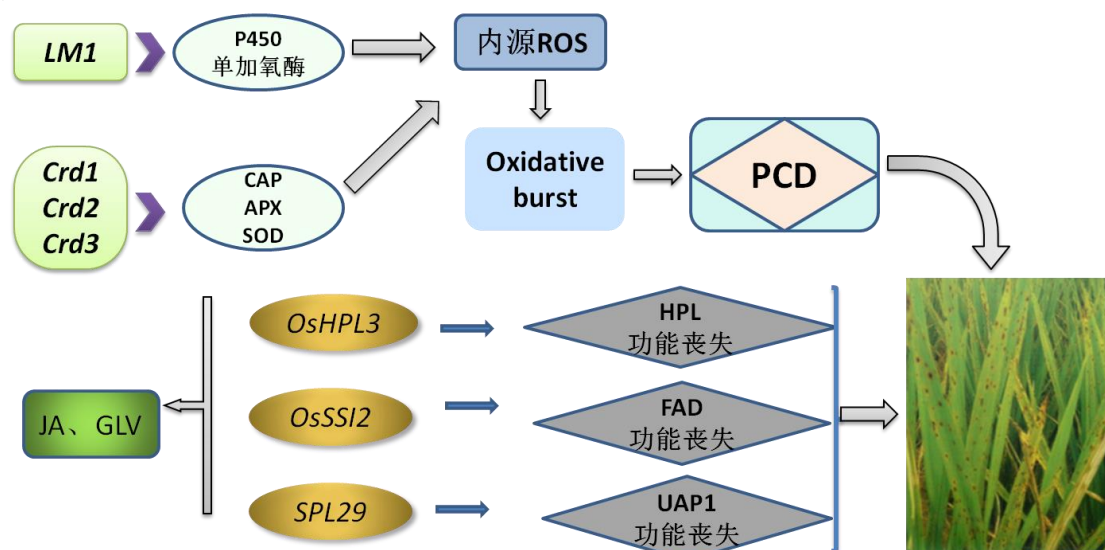 LM1
P450
单加氧酶
内源ROS
Crd1
Crd2
Crd3
CAP
APX
SOD
Oxidative
burst
PCD
OsHPL3
HPL
功能丧失
JA、GLV
OsSSI2
FAD
功能丧失
SPL29
UAP1
功能丧失